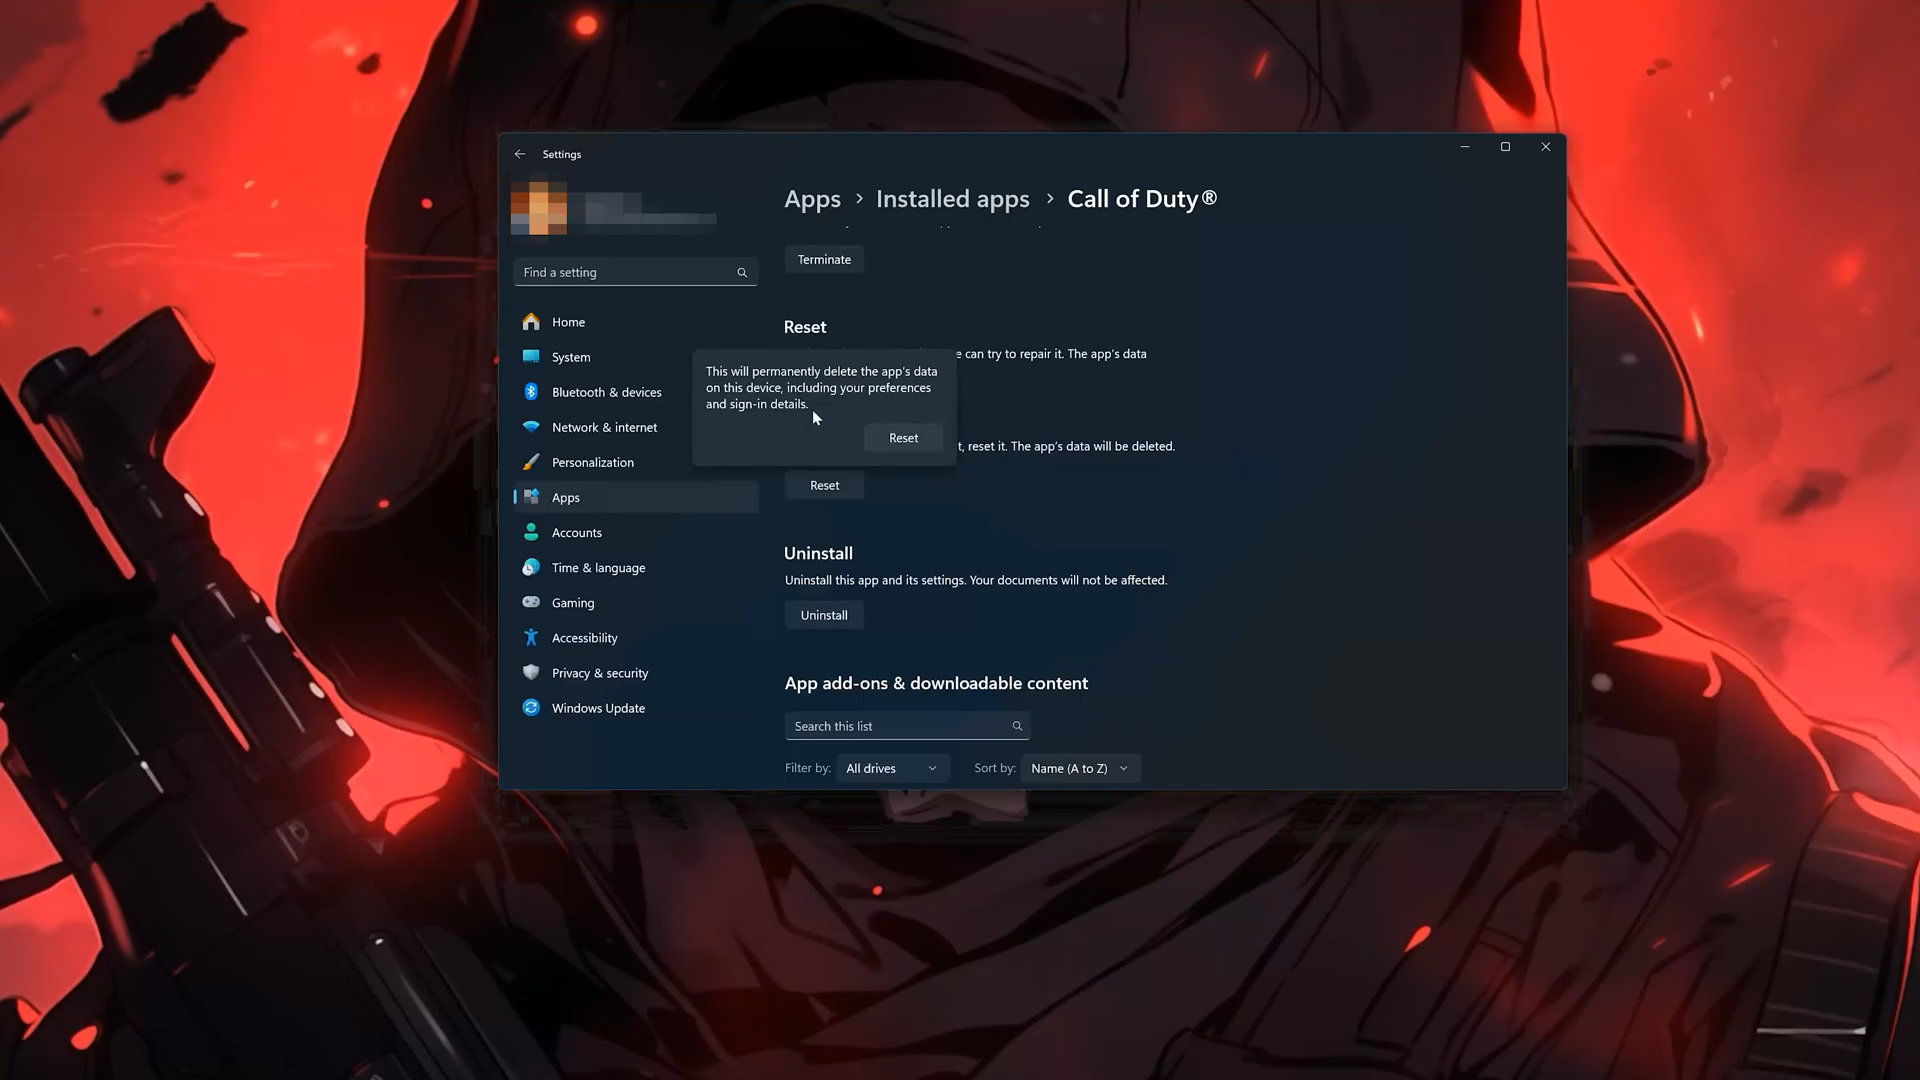 Settings
Apps > Installed apps > Call of Duty®
Terminate
Find a setting
Home
System
Bluetooth & devices
Network & internet
Personalization
Apps
Accounts
Time & language
Gaming
Accessibility
Privacy & security
Windows Update
Reset
e can try to repair it. The app's data
This will permanently delete the app's data
on this device, including your preferences
and sign-in details.
Reset
t, reset it. The app's data will be deleted.
Reset
Uninstall
Uninstall this app and its settings. Your documents will not be affected.
Uninstall
App add-ons & downloadable content
Search this list
Filter by: All drives Sort by: Name (A to Z)